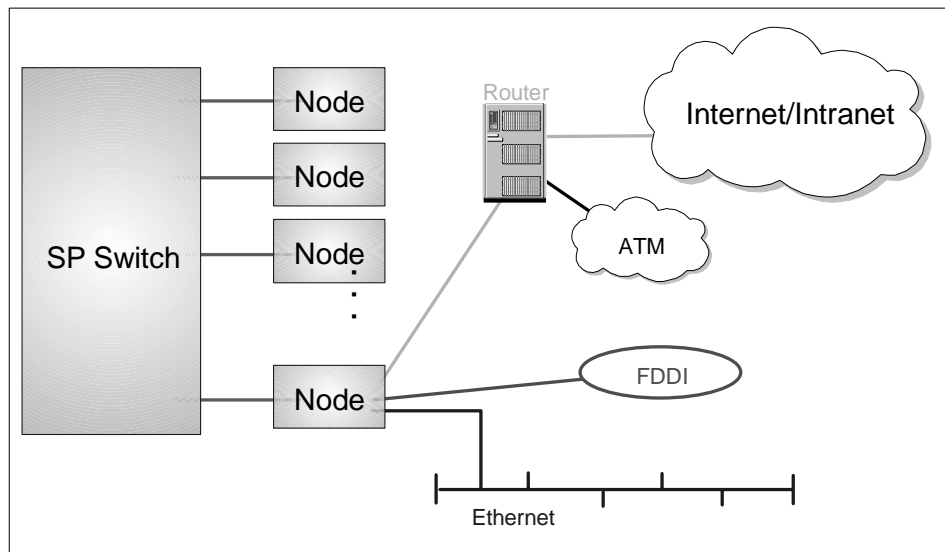 Node
Router
Internet/Intranet
Node
SP Switch
Node
ATM
Node
FDDI
Ethernet